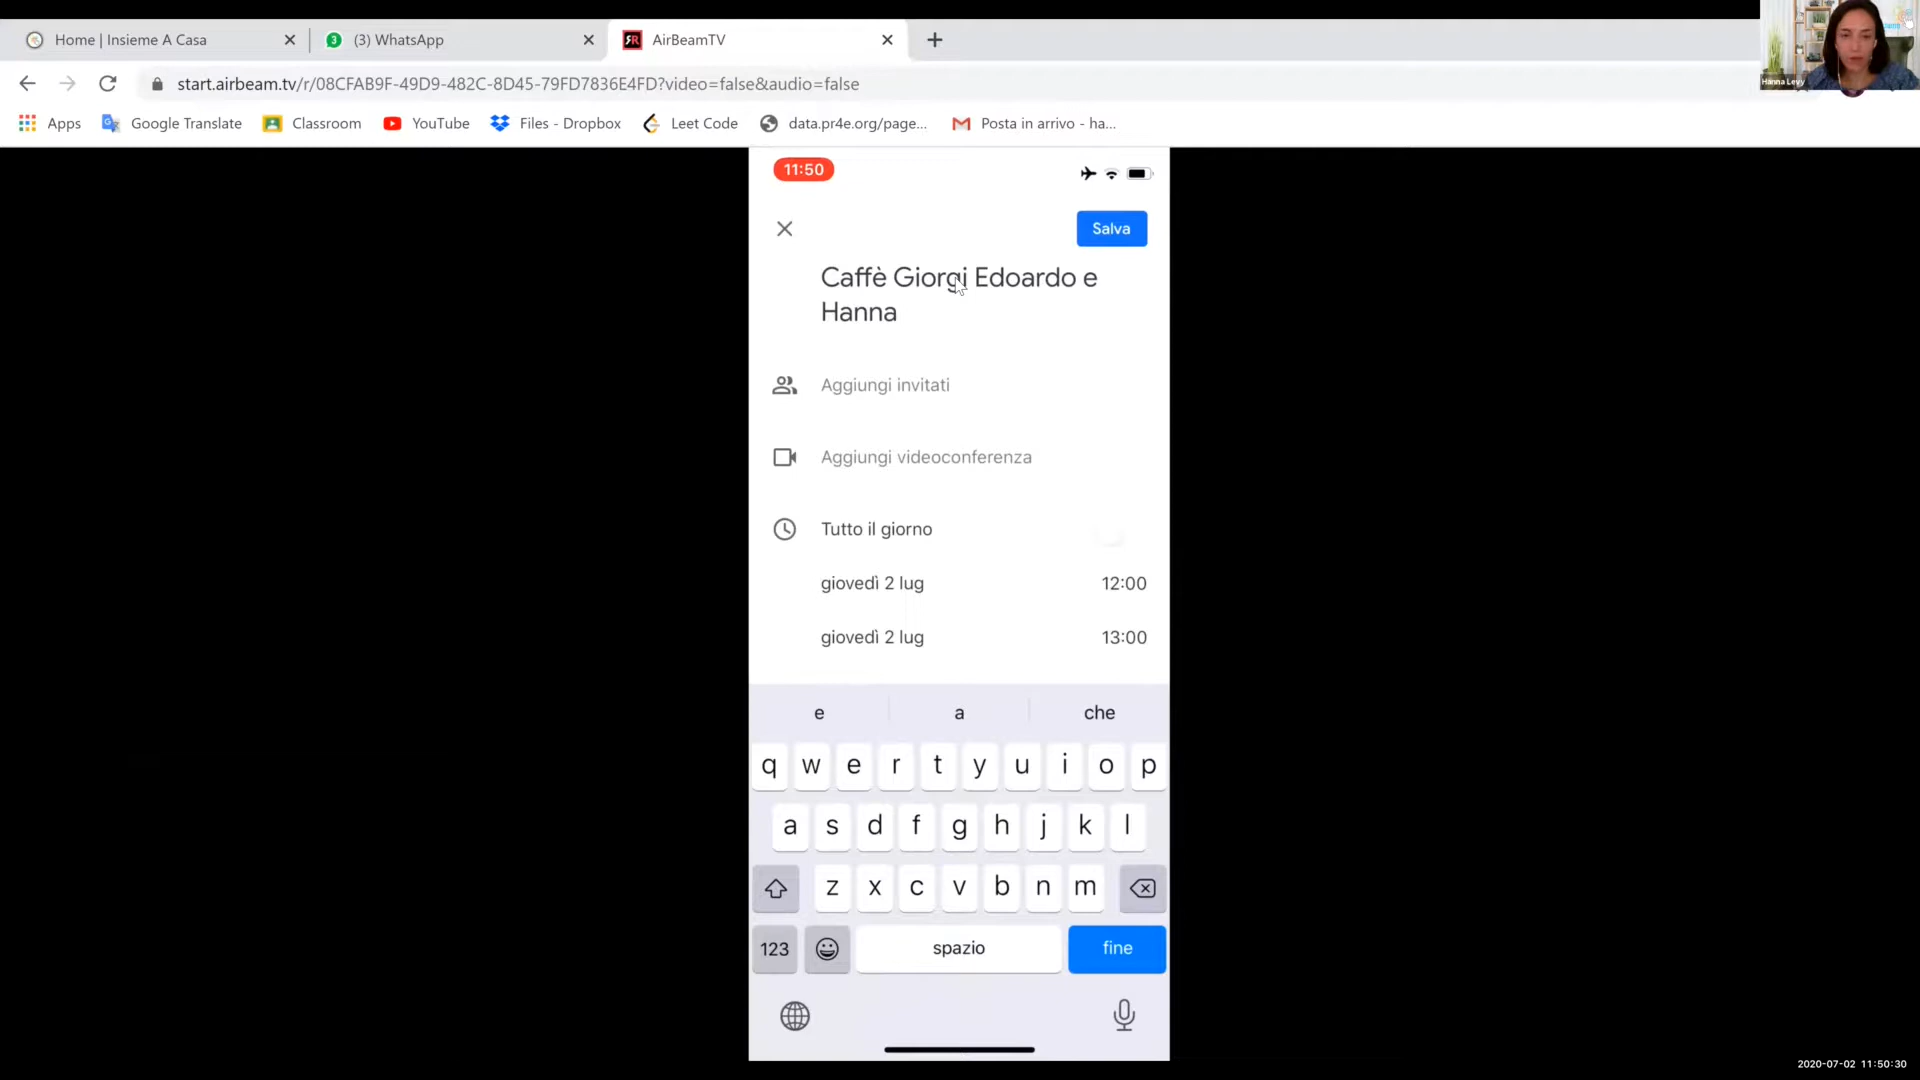 Home | Insieme A Casa
3
(3) WhatsApp
AirBeamTV
start.airbeam.tv/r/08CFAB9F-49D9-482C-8D45-79FD7836E4FD?video=false&audio=false
Apps
Google Translate
Classroom
YouTube
Files - Dropbox
Leet Code
data.pr4e.org/page...
Posta in arrivo - ha...
Hanna Levy
11:50
Salva
Caffè Giorgi Edoardo e
Hanna
Aggiungi invitati
Aggiungi videoconferenza
Tutto il giorno
giovedì 2 lug 12:00
giovedì 2 lug 13:00
e a che
q w e r t y u i o p
a s d f g h j k l
z x c v b n m
123 spazio fine
2020-07-02 11:50:30